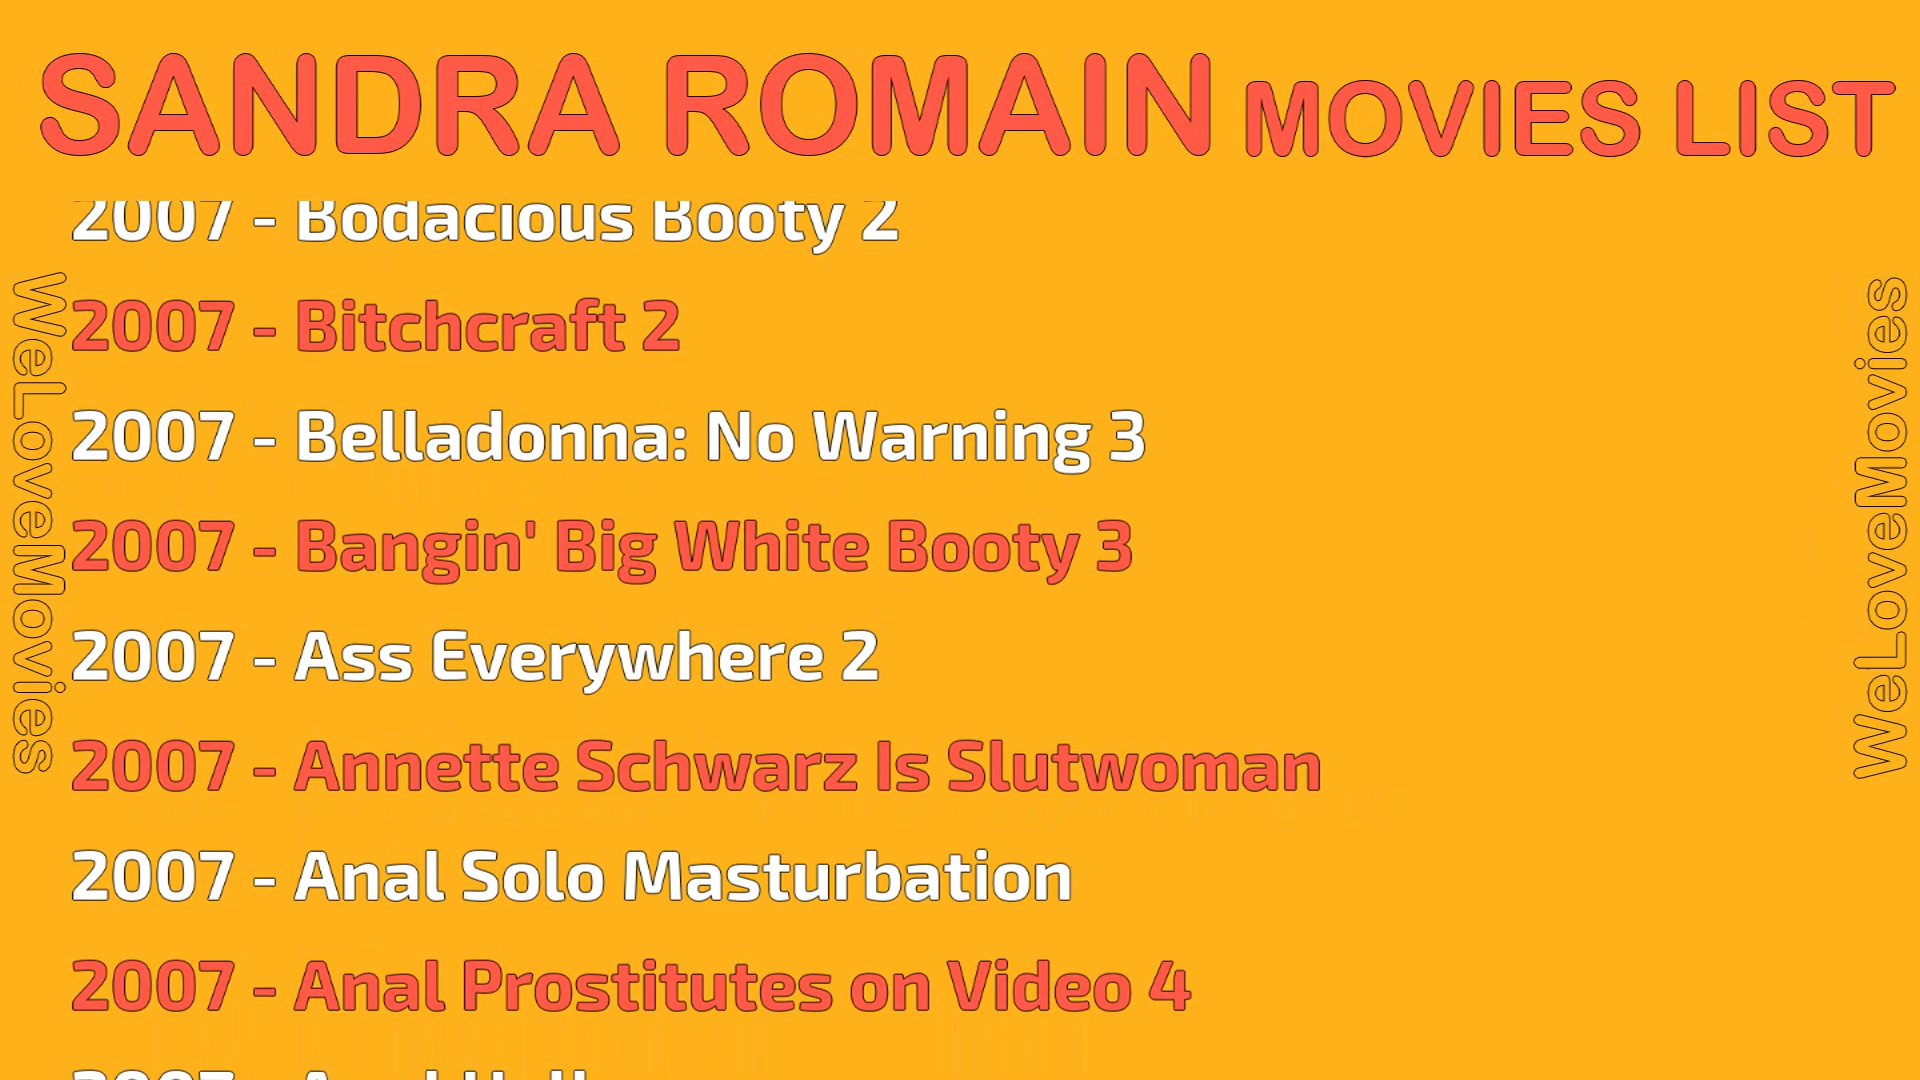 SANDRA ROMAIN MOVIES LIST
2007 - Bodacious Booty 2
2007 - Bitchcraft 2
2007 - Belladonna: No Warning 3
2007 - Bangin' Big White Booty 3
2007 - Ass Everywhere 2
2007 - Annette Schwarz Is Slutwoman
2007 - Anal Solo Masturbation
2007 - Anal Prostitutes on Video 4
WeLoveMovies
WeLoveMovies